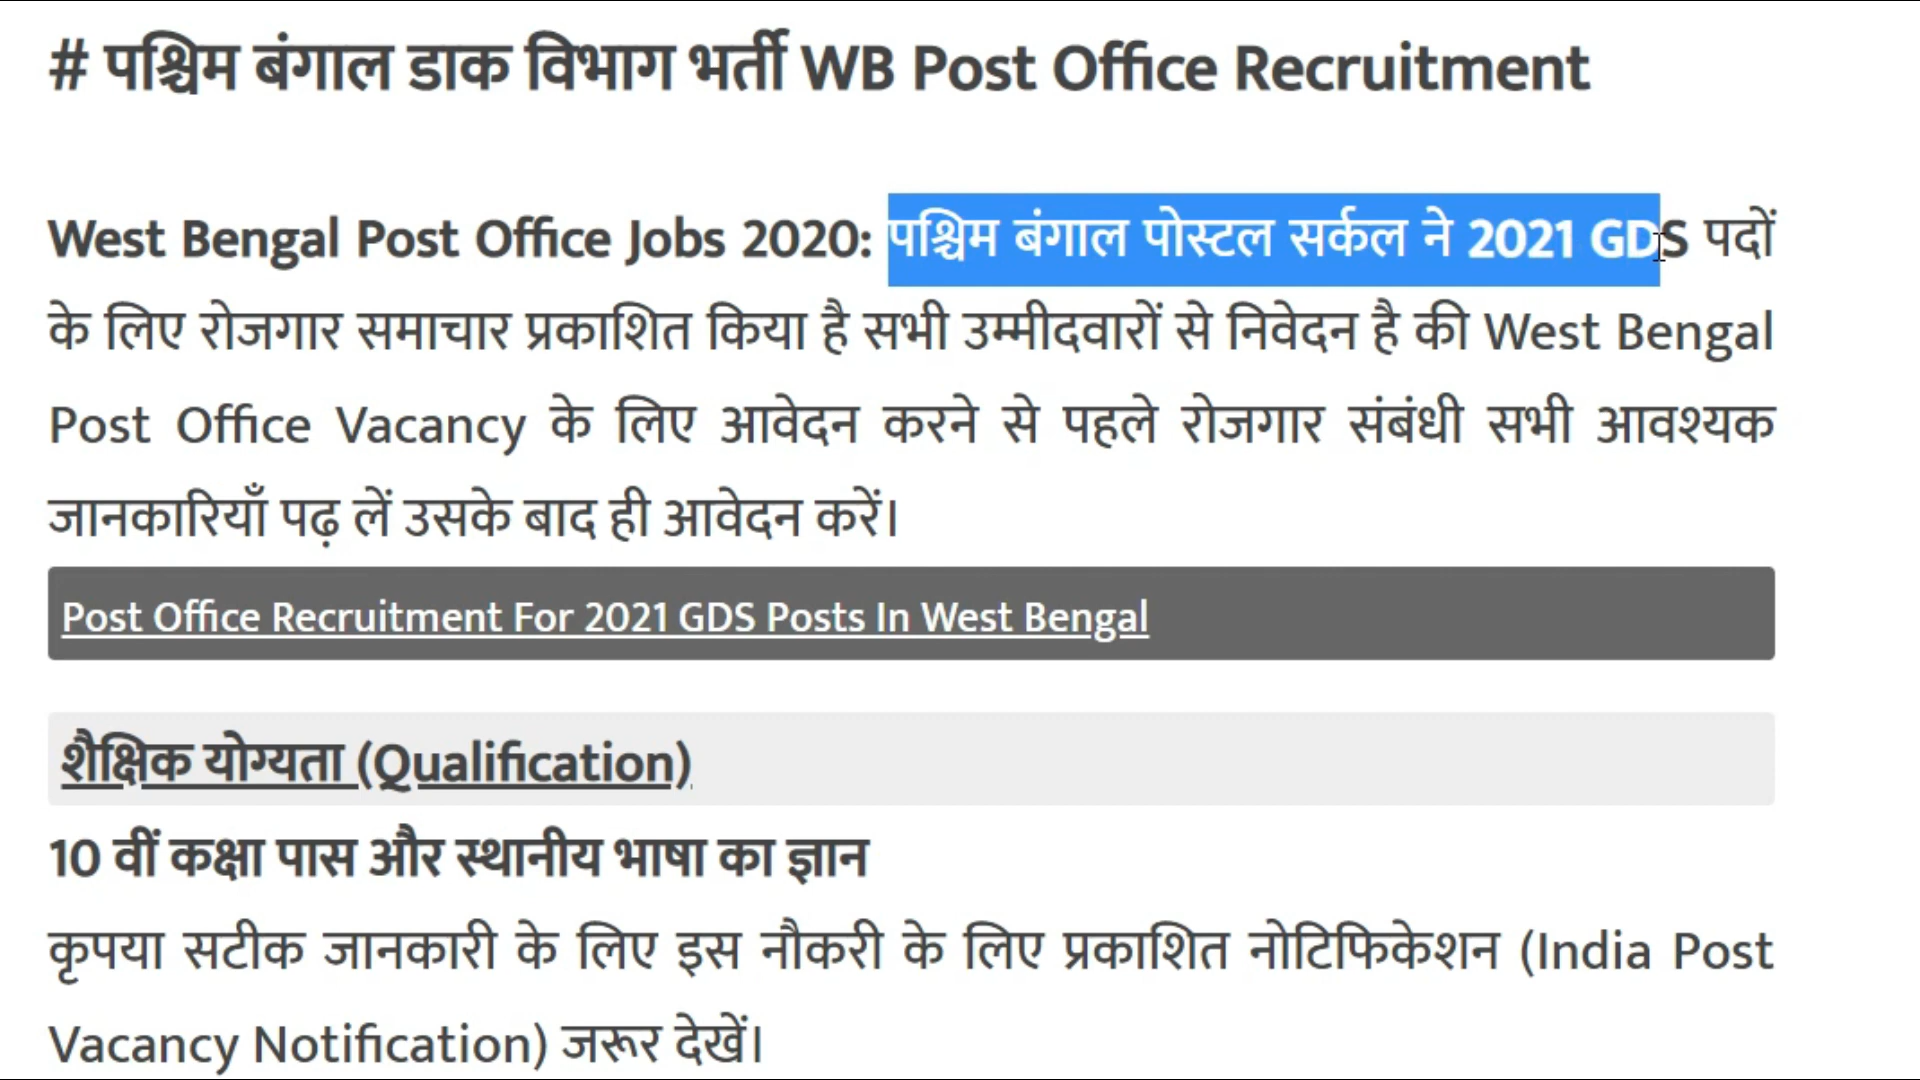 # पश्चिम बंगाल डाक विभाग भर्ती WB Post Office Recruitment
West Bengal Post Office Jobs 2020: पश्चिम बंगाल पोस्टल सर्कल ने 2021 GDS पदों
के लिए रोजगार समाचार प्रकाशित किया है सभी उम्मीदवारों से निवेदन है की West Bengal
Post Office Vacancy के लिए आवेदन करने से पहले रोजगार संबंधी सभी आवश्यक
जानकारियाँ पढ़ लें उसके बाद ही आवेदन करें।
Post Office Recruitment For 2021 GDS Posts In West Bengal
शैक्षिक योग्यता (Qualification)
10 वीं कक्षा पास और स्थानीय भाषा का ज्ञान
कृपया सटीक जानकारी के लिए इस नौकरी के लिए प्रकाशित नोटिफिकेशन (India Post
Vacancy Notification) जरूर देखें।